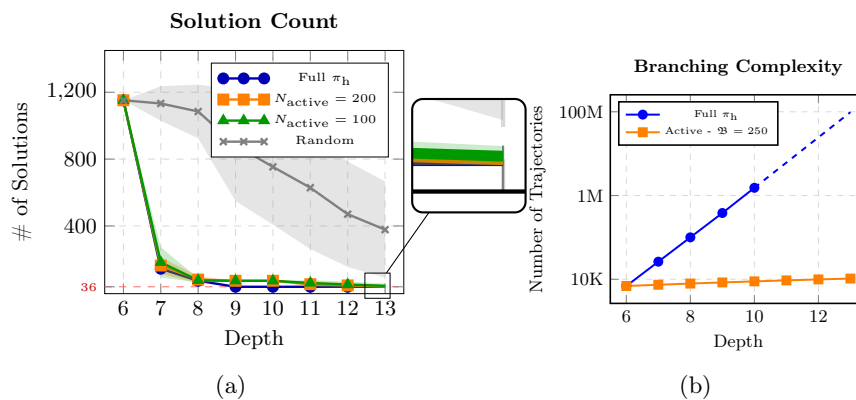 Solution Count
# of Solutions
1,200
800
400
36
6 7 8 9 10 11 12 13
Depth
Full πh
Nactive = 200
Nactive = 100
Random
(a)
Branching Complexity
Number of Trajectories
100M
1M
10K
6 8 10 12
Depth
Full πh
Active - 𝔅 = 250
(b)